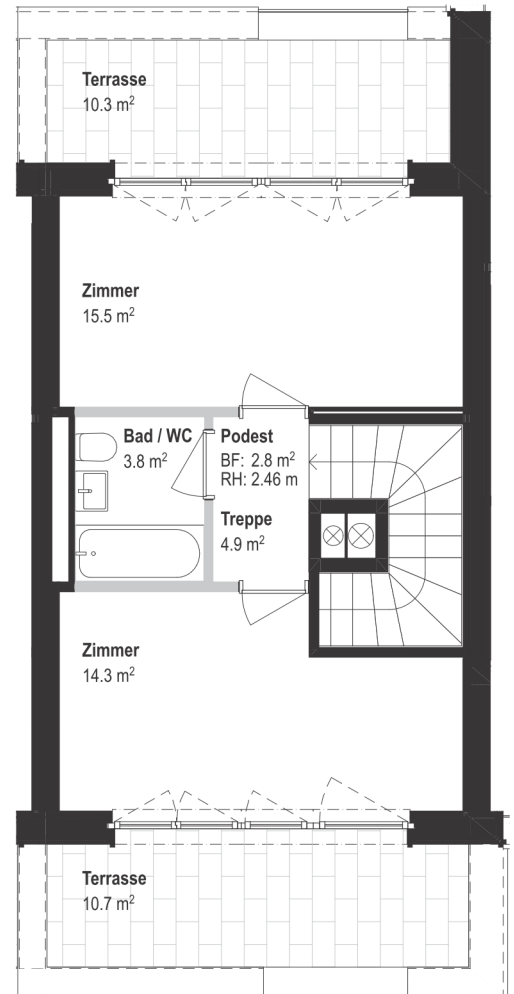 Terrasse
10.3 m²
Zimmer
15.5 m²
Bad / WC
3.8 m²
Podest
BF: 2.8 m²
RH: 2.46 m
Treppe
4.9 m²
Zimmer
14.3 m²
Terrasse
10.7 m²